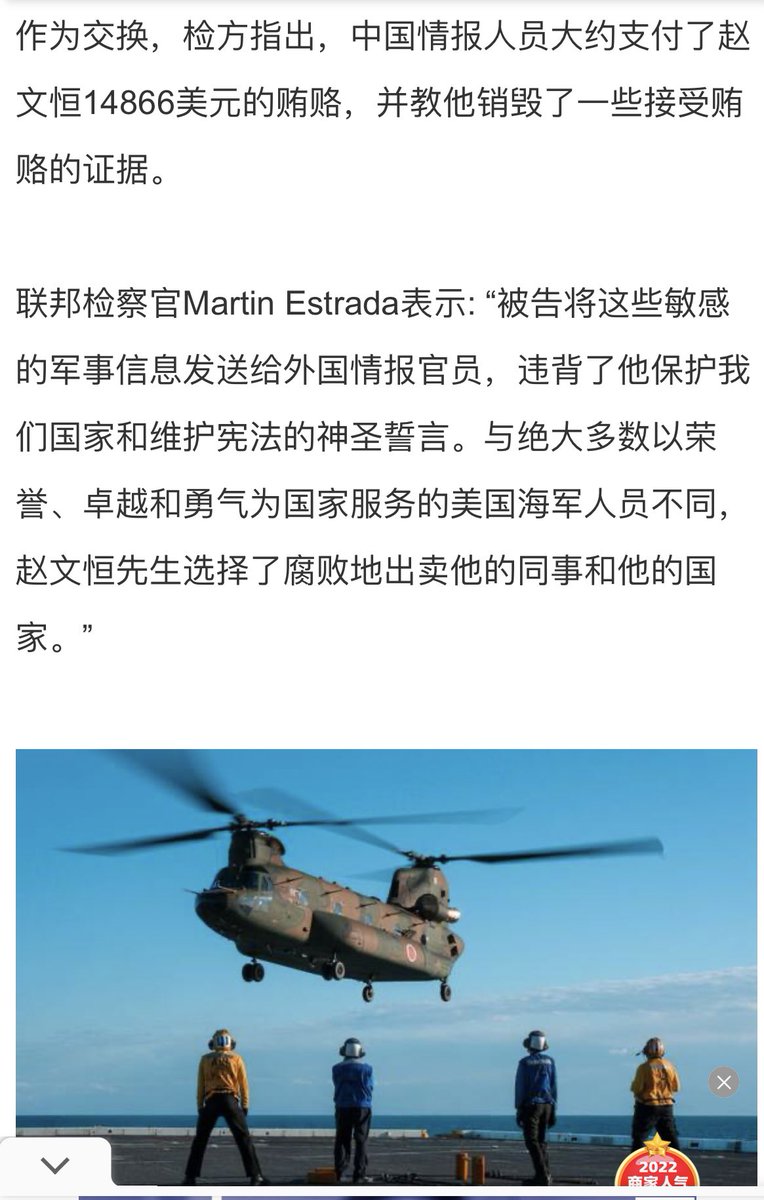 作为交换，检方指出，中国情报人员大约支付了赵
文恒14866美元的贿赂，并教他销毁了一些接受贿
赂的证据。
联邦检察官Martin Estrada表示: “被告将这些敏感
的军事信息发送给外国情报官员，违背了他保护我
们国家和维护宪法的神圣誓言。与绝大多数以荣
誉、卓越和勇气为国家服务的美国海军人员不同，
赵文恒先生选择了腐败地出卖他的同事和他的国
家。”
2022
商家人气